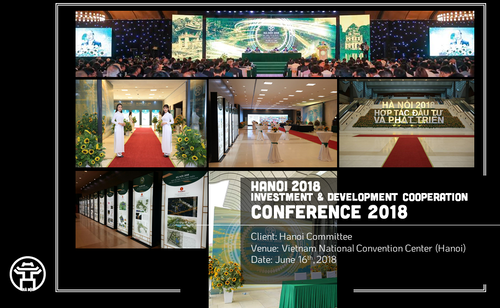 HÀ NỘI 2018
HỢP TÁC ĐẦU TƯ
VÀ PHÁT TRIỂN
HANOI 2018
INVESTMENT & DEVELOPMENT COOPERATION
CONFERENCE 2018
Client: Hanoi Committee
Venue: Vietnam National Convention Center (Hanoi)
Date: June 16th, 2018